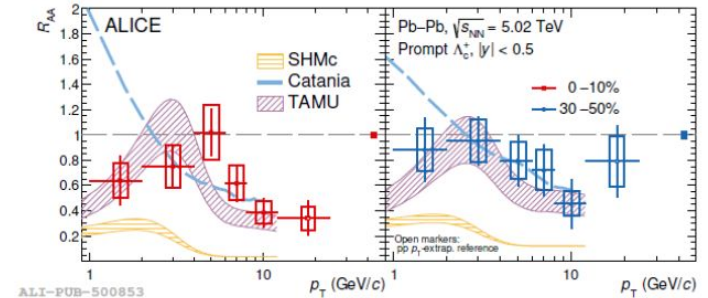 R_AA
2
1.8
1.6
1.4
1.2
1
0.8
0.6
0.4
0.2
ALICE
SHMc
Catania
TAMU
1
10
p_T (GeV/c)
Pb–Pb, √s_NN = 5.02 TeV
Prompt Λ_c^+, |y| < 0.5
0–10%
30–50%
Open markers:
pp p_T-extrap. reference
1
10
p_T (GeV/c)
ALI-PUB-500853